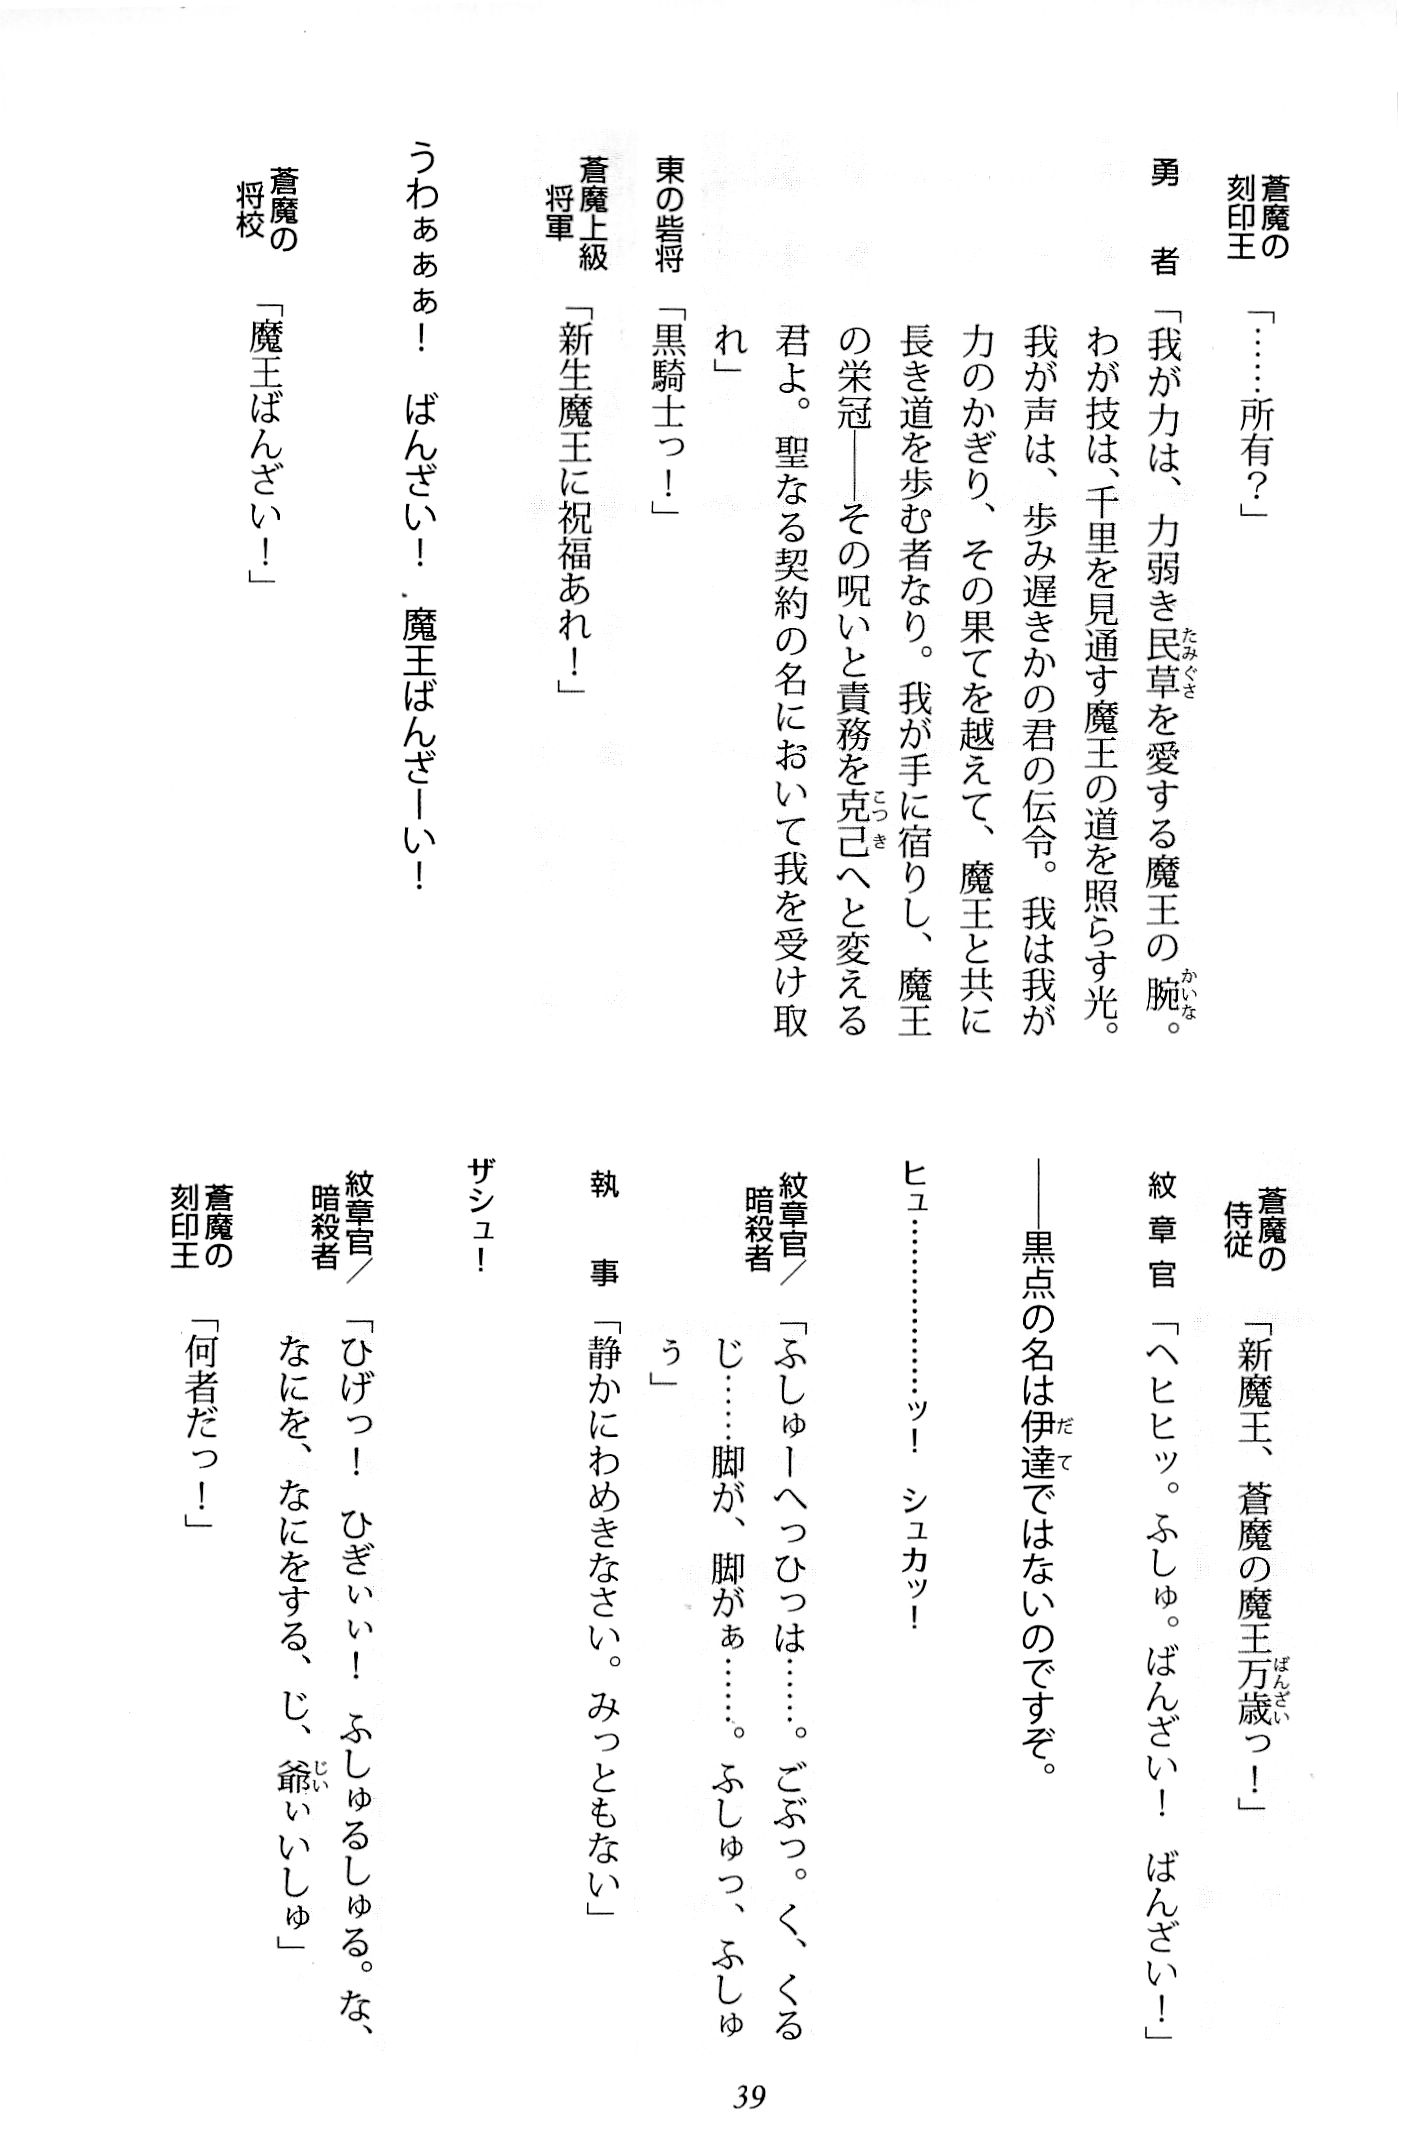 蒼魔の
刻印王
「……所有？」
勇者「我が力は、力弱き民草を愛する魔王の腕。
わが技は、千里を見通す魔王の道を照らす光。
我が声は、歩み遅きかの君の伝令。我は我が
力のかぎり、その果てを越えて、魔王と共に
長き道を歩む者なり。我が手に宿りし、魔王
の栄冠――その呪いと責務を克己へと変える
君よ。聖なる契約の名において我を受け取
れ」
東の砦将「黒騎士っ！」
蒼魔上級
将軍
「新生魔王に祝福あれ！」
うわぁぁぁ！　ばんざい！　魔王ばんざーい！
蒼魔の
将校
「魔王ばんざい！」
蒼魔の
侍従
「新魔王、蒼魔の魔王万歳っ！」
紋章官「ヘヒヒッ。ふしゅ。ばんざい！　ばんざい！」
――黒点の名は伊達ではないのですぞ。
ヒュ……………ッ！　シュカッ！
紋章官／
暗殺者
「ふしゅーへっひっは……。ごぶっ。く、くる
じ……脚が、脚がぁ……。ふしゅっ、ふしゅ
ぅ」
執事「静かにわめきなさい。みっともない」
ザシュ！
紋章官／
暗殺者
「ひげっ！　ひぎぃぃ！　ふしゅるしゅる。な、
なにを、なにをする、じ、爺ぃいしゅ」
蒼魔の
刻印王
「何者だっ！」
39